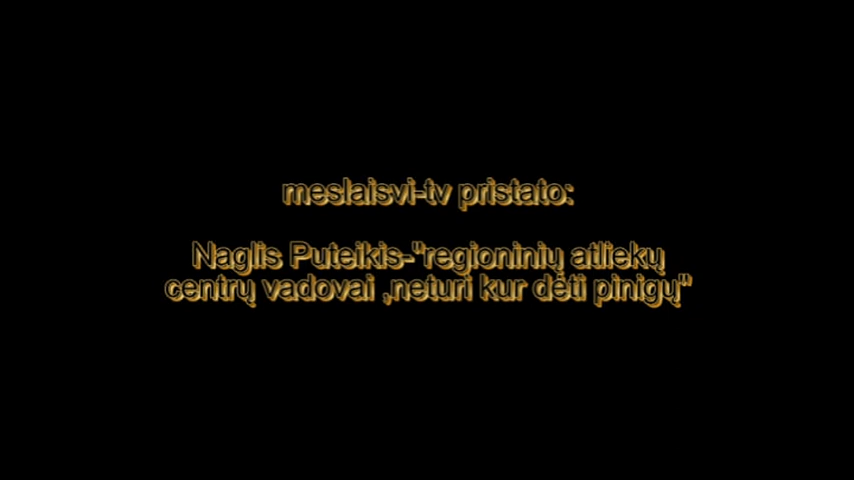 meslaisvi-tv pristato:
Naglis Puteikis-"regioninių atliekų
centrų vadovai ,neturi kur dėti pinigų"